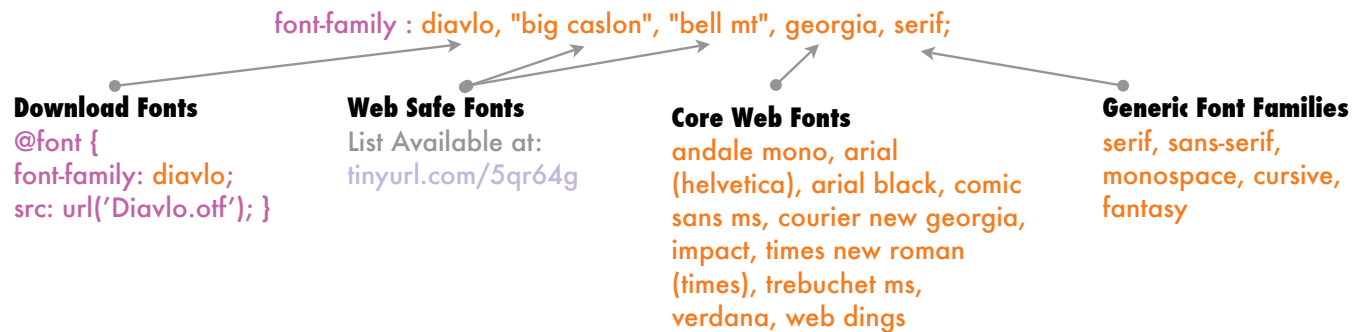 font-family : diavlo, "big caslon", "bell mt", georgia, serif;
Download Fonts
@font {
font-family: diavlo;
src: url(‘Diavlo.otf’); }
Web Safe Fonts
List Available at:
tinyurl.com/5qr64g
Core Web Fonts
andale mono, arial
(helvetica), arial black, comic
sans ms, courier new georgia,
impact, times new roman
(times), trebuchet ms,
verdana, web dings
Generic Font Families
serif, sans-serif,
monospace, cursive,
fantasy